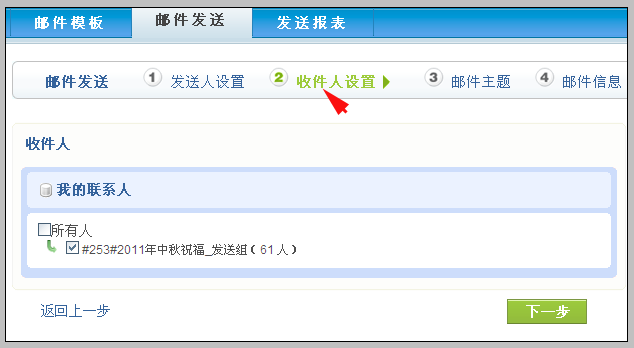 邮件模板 邮件发送 发送报表
邮件发送 1 发送人设置 2 收件人设置 3 邮件主题 4 邮件信息
收件人
我的联系人
所有人
#253#2011年中秋祝福_发送组（61人）
返回上一步 下一步